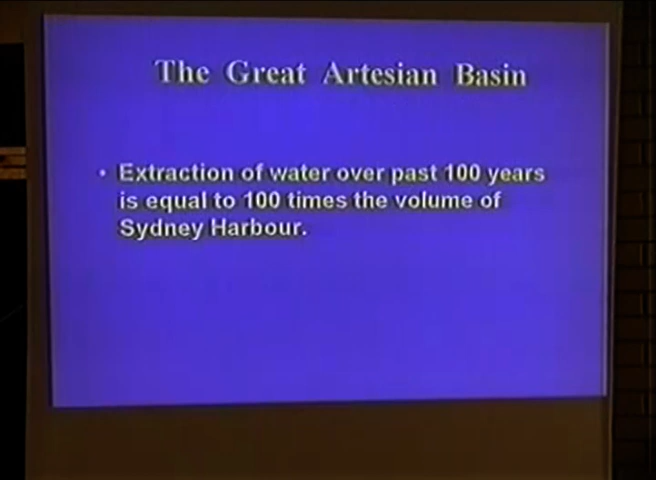 The Great Artesian Basin
• Extraction of water over past 100 years
is equal to 100 times the volume of
Sydney Harbour.